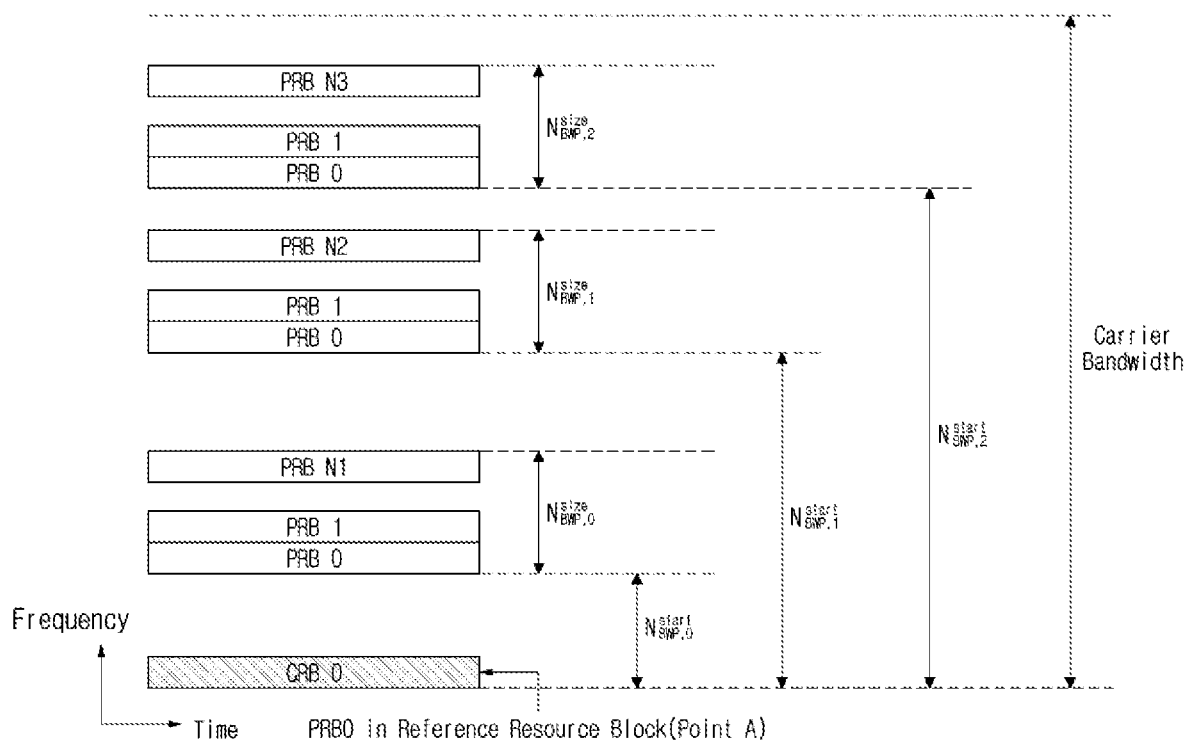 PRB N3
PRB 1
PRB 0
N^size_BWP,2
PRB N2
PRB 1
PRB 0
N^size_BWP,1
Carrier
Bandwidth
N^start_BWP,2
PRB N1
PRB 1
PRB 0
N^size_BWP,0
N^start_BWP,1
N^start_BWP,0
Frequency
CRB 0
Time
PRB0 in Reference Resource Block(Point A)